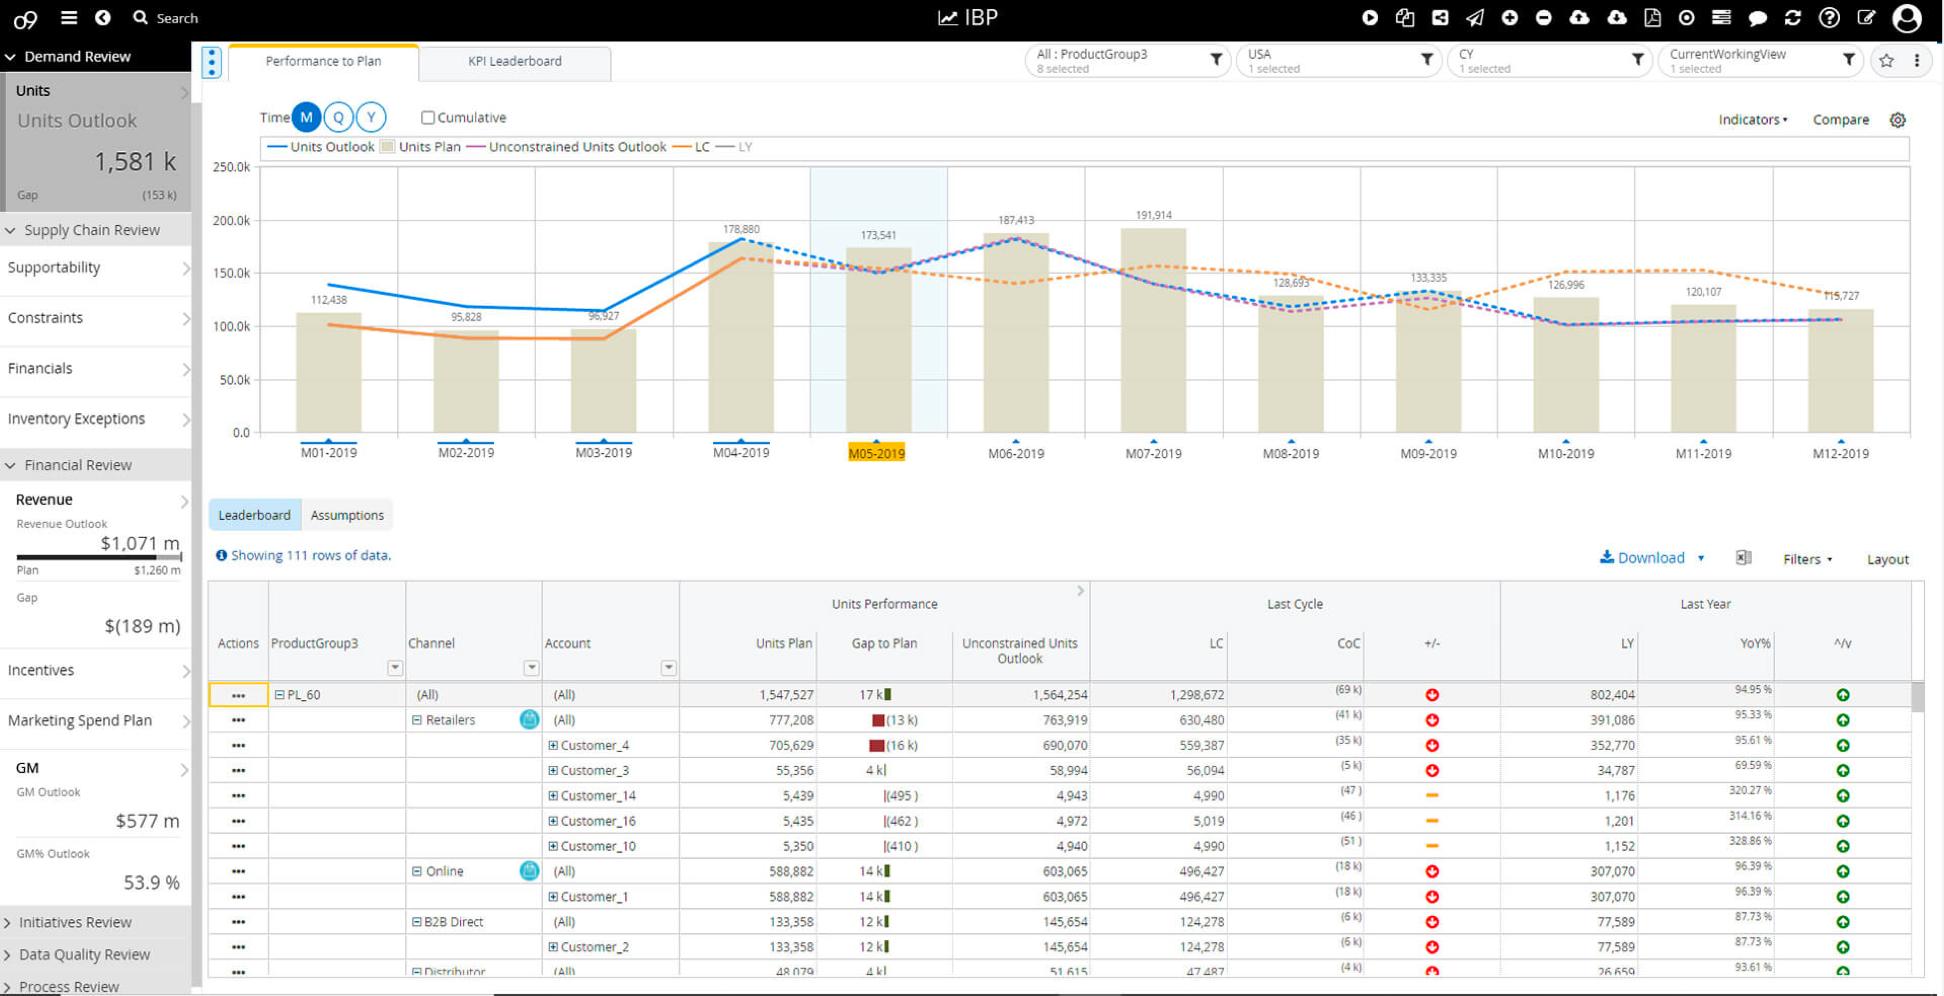 o9 Search IBP
Demand Review
Units
Units Outlook
1,581 k
Gap (153 k)
Supply Chain Review
Supportability
Constraints
Financials
Inventory Exceptions
Financial Review
Revenue
Revenue Outlook
$1,071 m
Plan $1,260 m
Gap
$(189 m)
Incentives
Marketing Spend Plan
GM
GM Outlook
$577 m
GM% Outlook
53.9 %
Initiatives Review
Data Quality Review
Process Review
Performance to Plan KPI Leaderboard
All : ProductGroup3
8 selected
USA
1 selected
CY
1 selected
CurrentWorkingView
1 selected
Time M Q Y Cumulative
Indicators Compare
Units Outlook Units Plan Unconstrained Units Outlook LC LY
250.0k
200.0k
150.0k
100.0k
50.0k
0.0
112,438 95,828 96,927 178,880 173,541 187,413 191,914 128,693 133,335 126,996 120,107 115,727
M01-2019 M02-2019 M03-2019 M04-2019 M05-2019 M06-2019 M07-2019 M08-2019 M09-2019 M10-2019 M11-2019 M12-2019
Leaderboard Assumptions
Showing 111 rows of data.
Download Filters Layout
Units Performance Last Cycle Last Year
Actions ProductGroup3 Channel Account Units Plan Gap to Plan Unconstrained Units Outlook LC CoC +/- LY YoY% ^/v
PL_60 (All) (All) 1,547,527 17 k 1,564,254 1,298,672 (69 k) 802,404 94.95 %
Retailers (All) 777,208 (13 k) 763,919 630,480 (41 k) 391,086 95.33 %
Customer_4 705,629 (16 k) 690,070 559,387 (35 k) 352,770 95.61 %
Customer_3 55,356 4 k 58,994 56,094 (5 k) 34,787 69.59 %
Customer_14 5,439 (495 ) 4,943 4,990 (47 ) 1,176 320.27 %
Customer_16 5,435 (462 ) 4,972 5,019 (46 ) 1,201 314.16 %
Customer_10 5,350 (410 ) 4,940 4,990 (51 ) 1,152 328.86 %
Online (All) 588,882 14 k 603,065 496,427 (18 k) 307,070 96.39 %
Customer_1 588,882 14 k 603,065 496,427 (18 k) 307,070 96.39 %
B2B Direct (All) 133,358 12 k 145,654 124,278 (6 k) 77,589 87.73 %
Customer_2 133,358 12 k 145,654 124,278 (6 k) 77,589 87.73 %
Distributor (All) 48,079 4 k 51,615 47,487 (4 k) 26,659 93.61 %